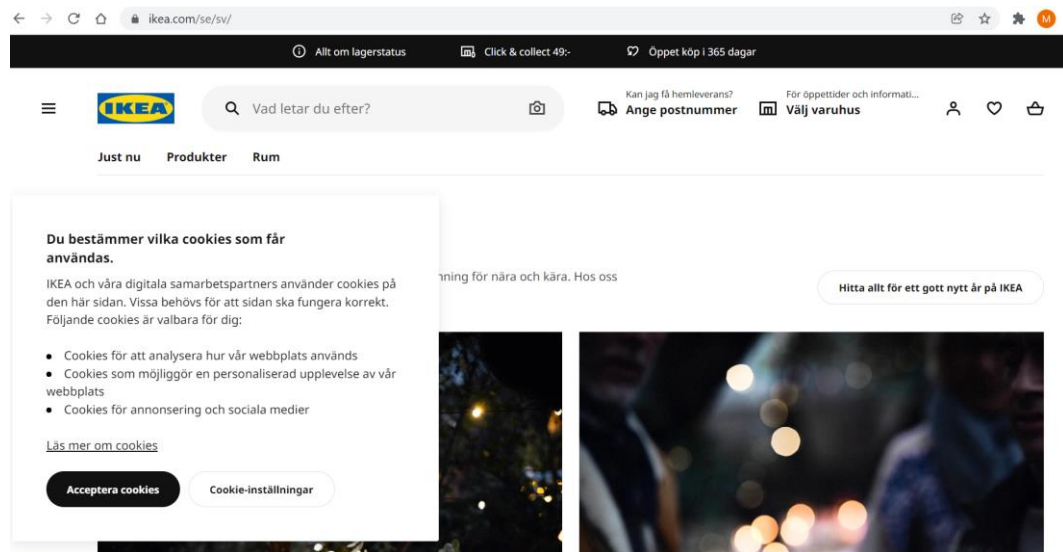 ikea.com/se/sv/
M
Allt om lagerstatus Click & collect 49:- Öppet köp i 365 dagar
IKEA
Vad letar du efter?
Kan jag få hemleverans?
Ange postnummer
För öppettider och informati...
Välj varuhus
Just nu Produkter Rum
Du bestämmer vilka cookies som får
användas.
IKEA och våra digitala samarbetspartners använder cookies på
den här sidan. Vissa behövs för att sidan ska fungera korrekt.
Följande cookies är valbara för dig:
• Cookies för att analysera hur vår webbplats används
• Cookies som möjliggör en personaliserad upplevelse av vår
webbplats
• Cookies för annonsering och sociala medier
Läs mer om cookies
Acceptera cookies Cookie-inställningar
för nära och kära. Hos oss
Hitta allt för ett gott nytt år på IKEA